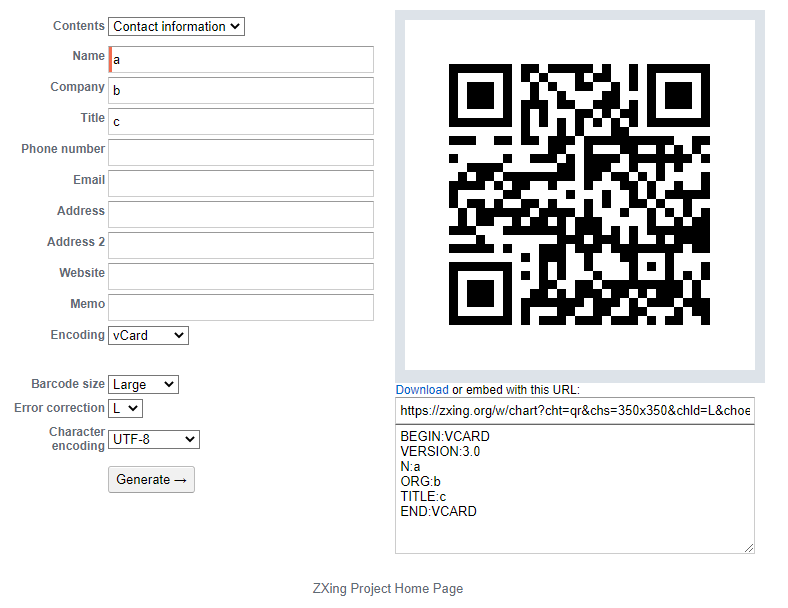 Contents Contact information
Name a
Company b
Title c
Phone number
Email
Address
Address 2
Website
Memo
Encoding vCard
Barcode size Large
Error correction L
Character
encoding UTF-8
Generate →
Download or embed with this URL:
https://zxing.org/w/chart?cht=qr&chs=350x350&chld=L&choe
BEGIN:VCARD
VERSION:3.0
N:a
ORG:b
TITLE:c
END:VCARD
ZXing Project Home Page